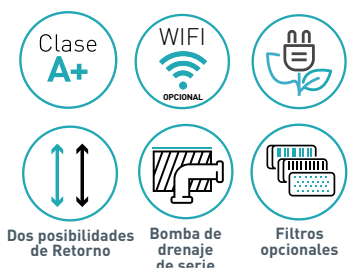 Clase
A+
WIFI
OPCIONAL
Dos posibilidades
de Retorno
Bomba de
drenaje
de serie
Filtros
opcionales